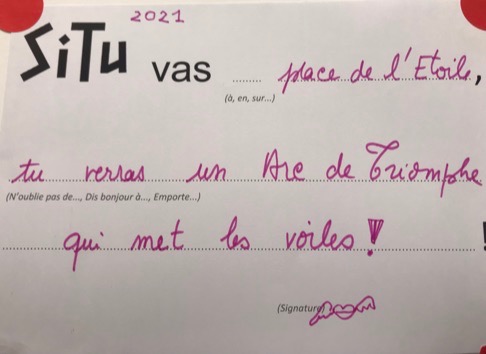 2021
SiTu vas ........ place de l'Etoile,
(à, en, sur...)
tu verras un Arc de Triomphe
(N'oublie pas de..., Dis bonjour à..., Emporte...)
qui met les voiles! !
(Signature)